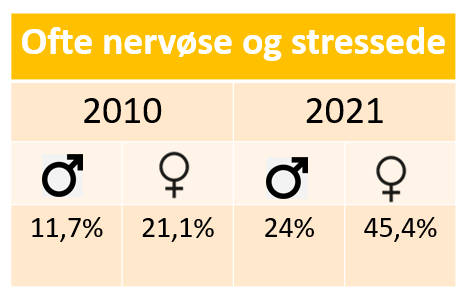 Ofte nervøse og stressede
2010 2021
♂ ♀ ♂ ♀
11,7% 21,1% 24% 45,4%